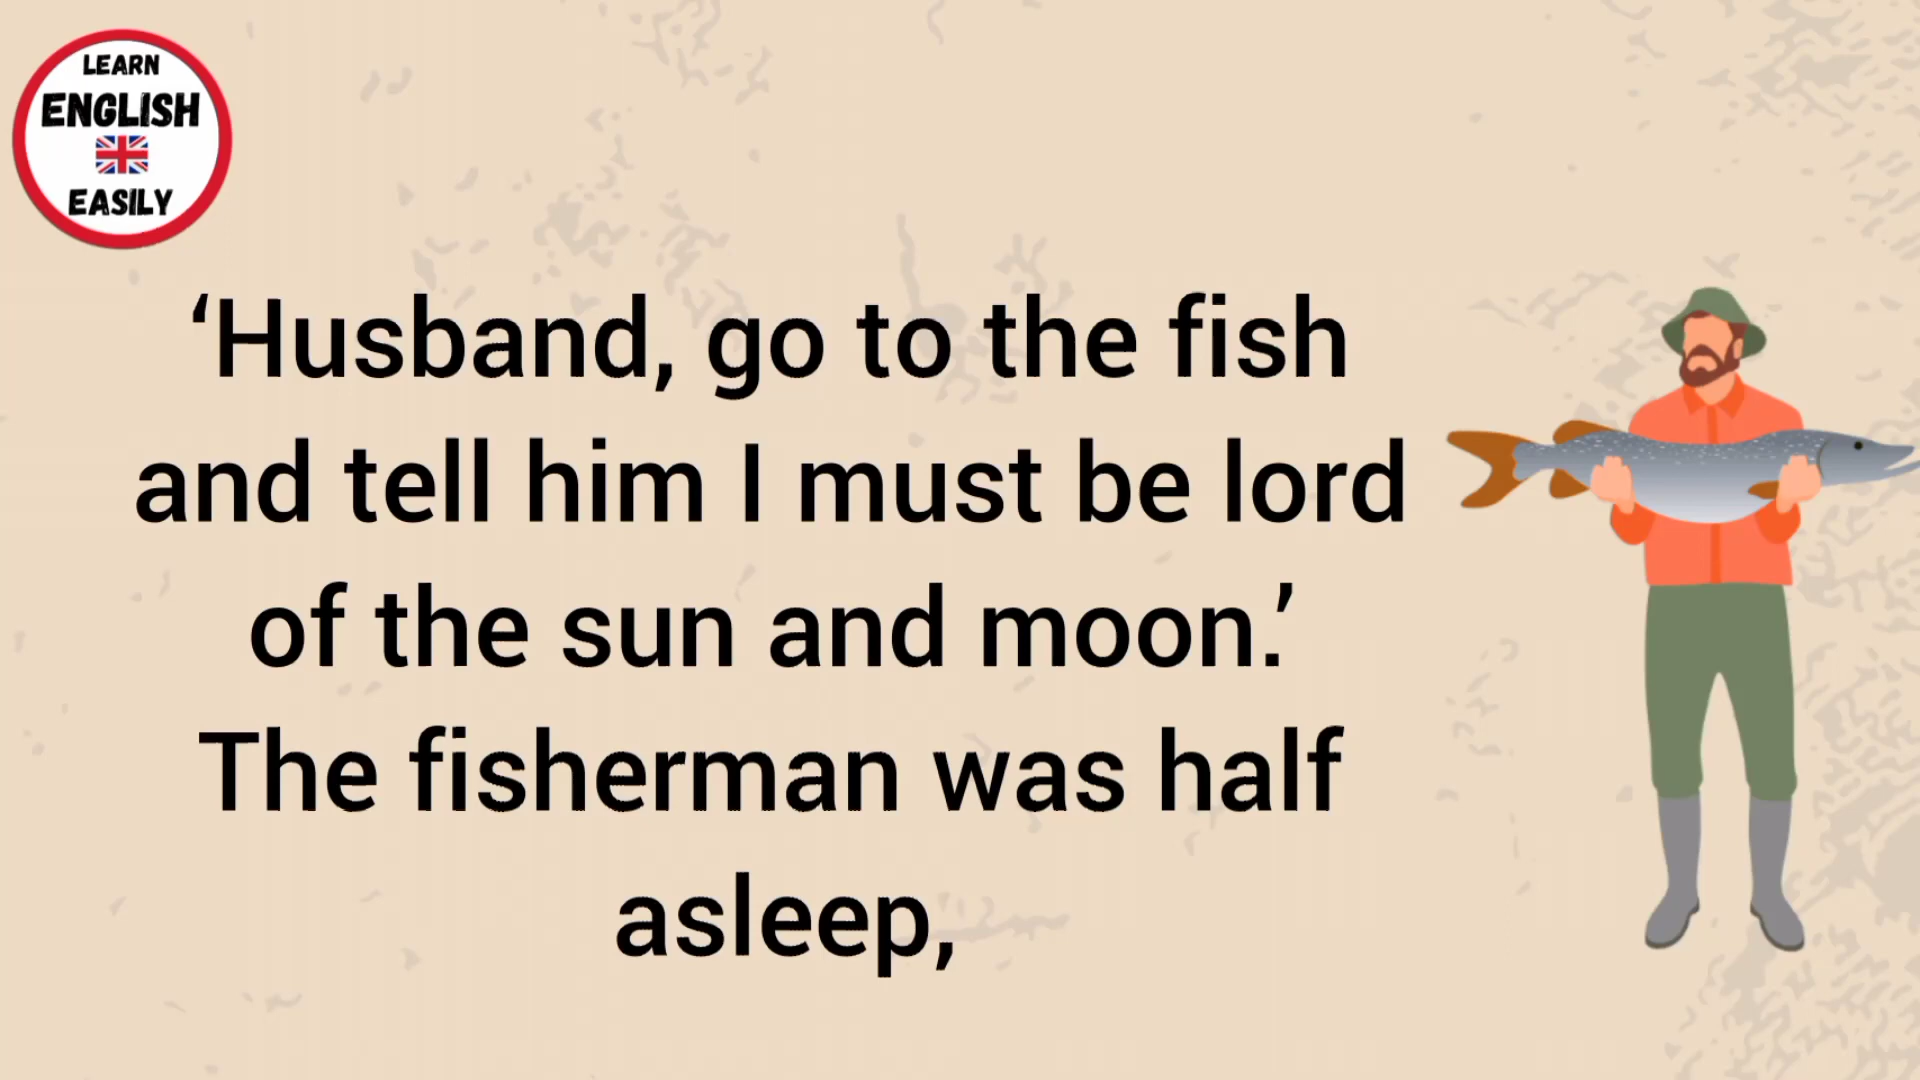 LEARN
ENGLISH
EASILY
‘Husband, go to the fish
and tell him I must be lord
of the sun and moon.’
The fisherman was half
asleep,